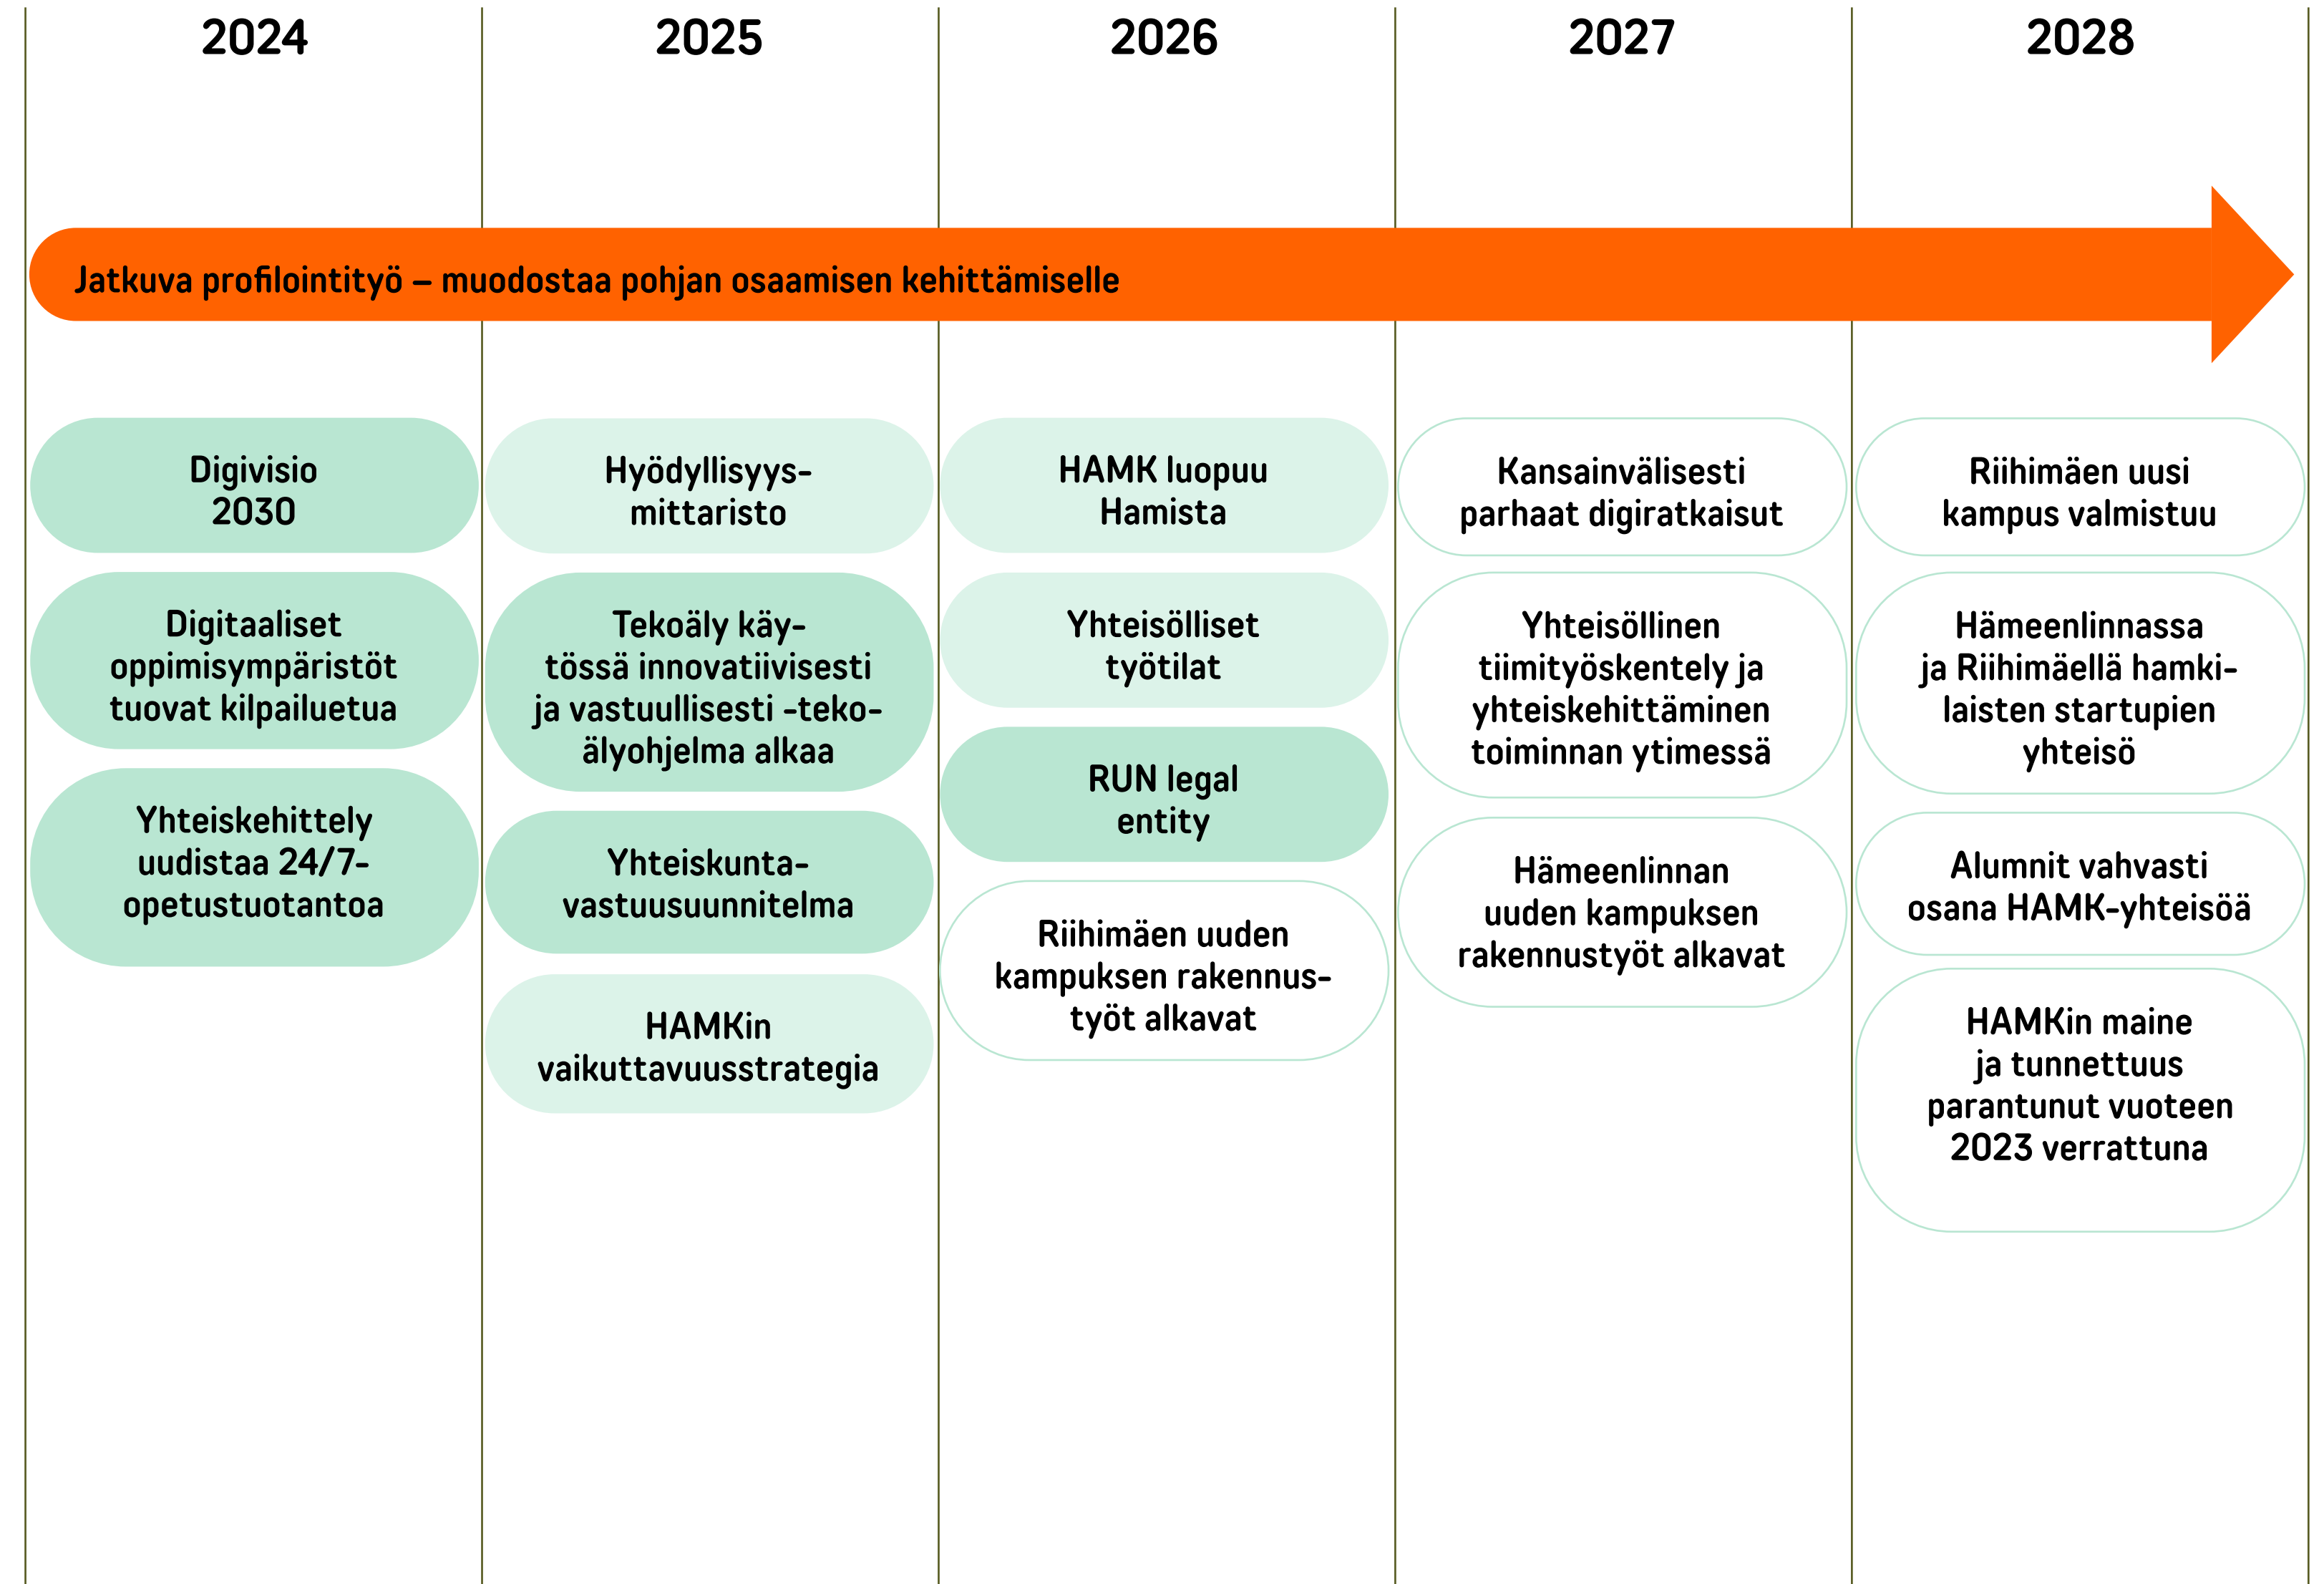 2024
2025
2026
2027
2028
Jatkuva profilointityö – muodostaa pohjan osaamisen kehittämiselle
Digivisio
2030
Digitaaliset
oppimisympäristöt
tuovat kilpailuetua
Yhteiskehittely
uudistaa 24/7-
opetustuotantoa
Hyödyllisyys-
mittaristo
Tekoäly käy-
tössä innovatiivisesti
ja vastuullisesti -teko-
älyohjelma alkaa
Yhteiskunta-
vastuusuunnitelma
HAMKin
vaikuttavuusstrategia
HAMK luopuu
Hamista
Yhteisölliset
työtilat
RUN legal
entity
Riihimäen uuden
kampuksen rakennus-
työt alkavat
Kansainvälisesti
parhaat digiratkaisut
Yhteisöllinen
tiimityöskentely ja
yhteiskehittäminen
toiminnan ytimessä
Hämeenlinnan
uuden kampuksen
rakennustyöt alkavat
Riihimäen uusi
kampus valmistuu
Hämeenlinnassa
ja Riihimäellä hamki-
laisten startupien
yhteisö
Alumnit vahvasti
osana HAMK-yhteisöä
HAMKin maine
ja tunnettuus
parantunut vuoteen
2023 verrattuna